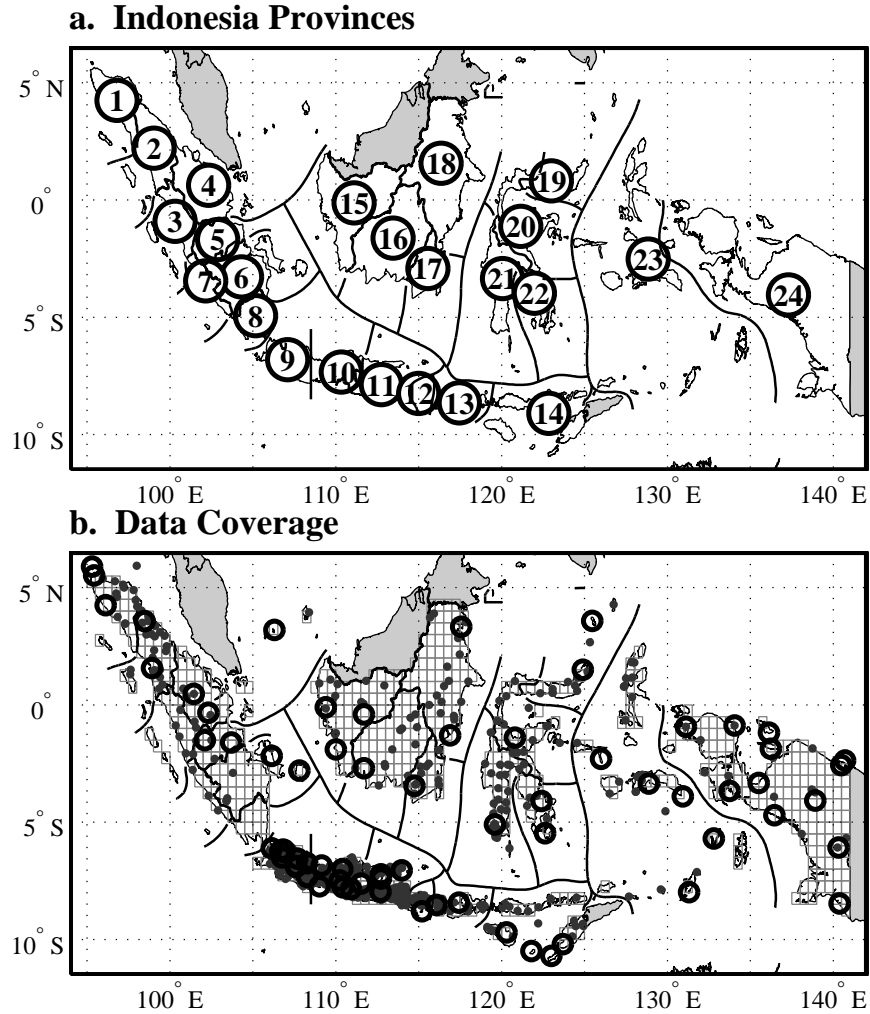 a. Indonesia Provinces
5° N
0°
5° S
10° S
1
2
3
4
5
6
7
8
9
10
11
12
13
14
15
16
17
18
19
20
21
22
23
24
100° E
110° E
120° E
130° E
140° E
b. Data Coverage
5° N
0°
5° S
10° S
100° E
110° E
120° E
130° E
140° E